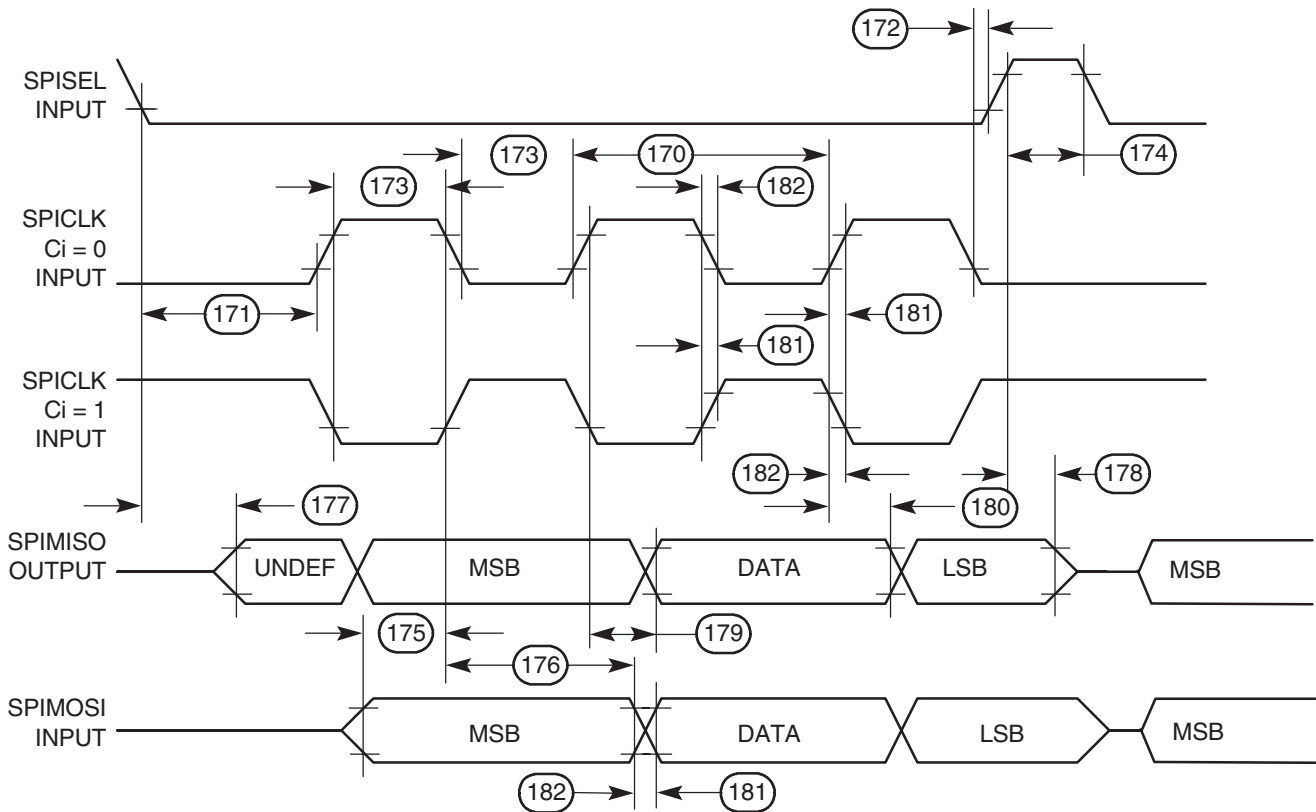 172
SPISEL
INPUT
173
170
174
173
182
SPICLK
Ci = 0
INPUT
171
181
181
SPICLK
Ci = 1
INPUT
182
178
177
180
SPIMISO
OUTPUT
UNDEF
MSB
DATA
LSB
MSB
175
179
176
SPIMOSI
INPUT
MSB
DATA
LSB
MSB
182
181